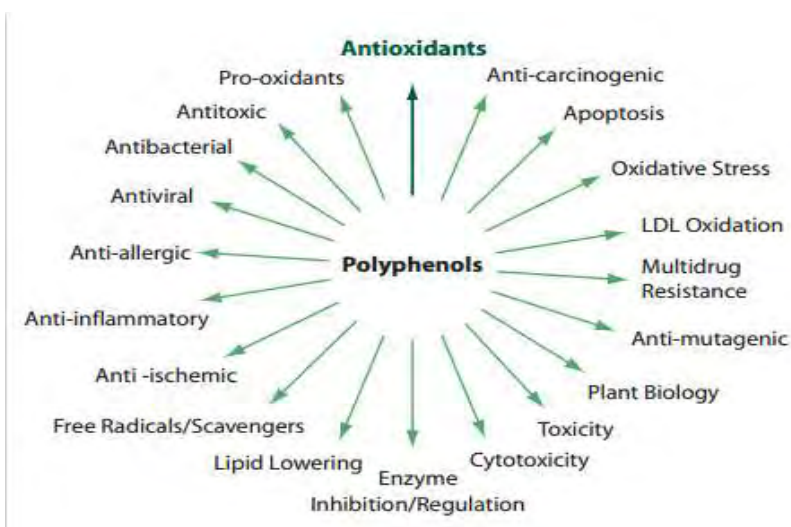 Antioxidants
Anti-carcinogenic
Apoptosis
Oxidative Stress
LDL Oxidation
Multidrug
Resistance
Anti-mutagenic
Plant Biology
Toxicity
Cytotoxicity
Enzyme
Inhibition/Regulation
Lipid Lowering
Free Radicals/Scavengers
Anti -ischemic
Anti-inflammatory
Anti-allergic
Antiviral
Antibacterial
Antitoxic
Pro-oxidants
Polyphenols